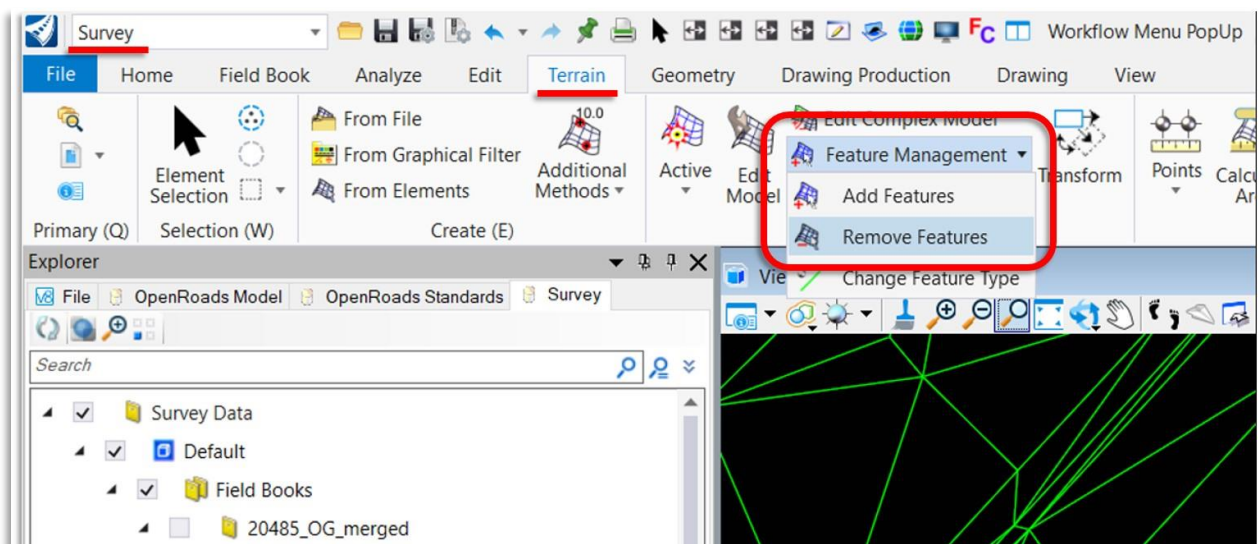 Survey
FC
Workflow Menu PopUp
File Home Field Book Analyze Edit Terrain Geometry Drawing Production Drawing View
From File
From Graphical Filter
From Elements
Element
Selection
10.0
Additional
Methods
Active
Edit
Model
Edit Complex Model
Feature Management
Add Features
Remove Features
Change Feature Type
Transform
Points
Primary (Q) Selection (W) Create (E)
Explorer
V8 File OpenRoads Model OpenRoads Standards Survey
Search
Survey Data
Default
Field Books
20485_OG_merged